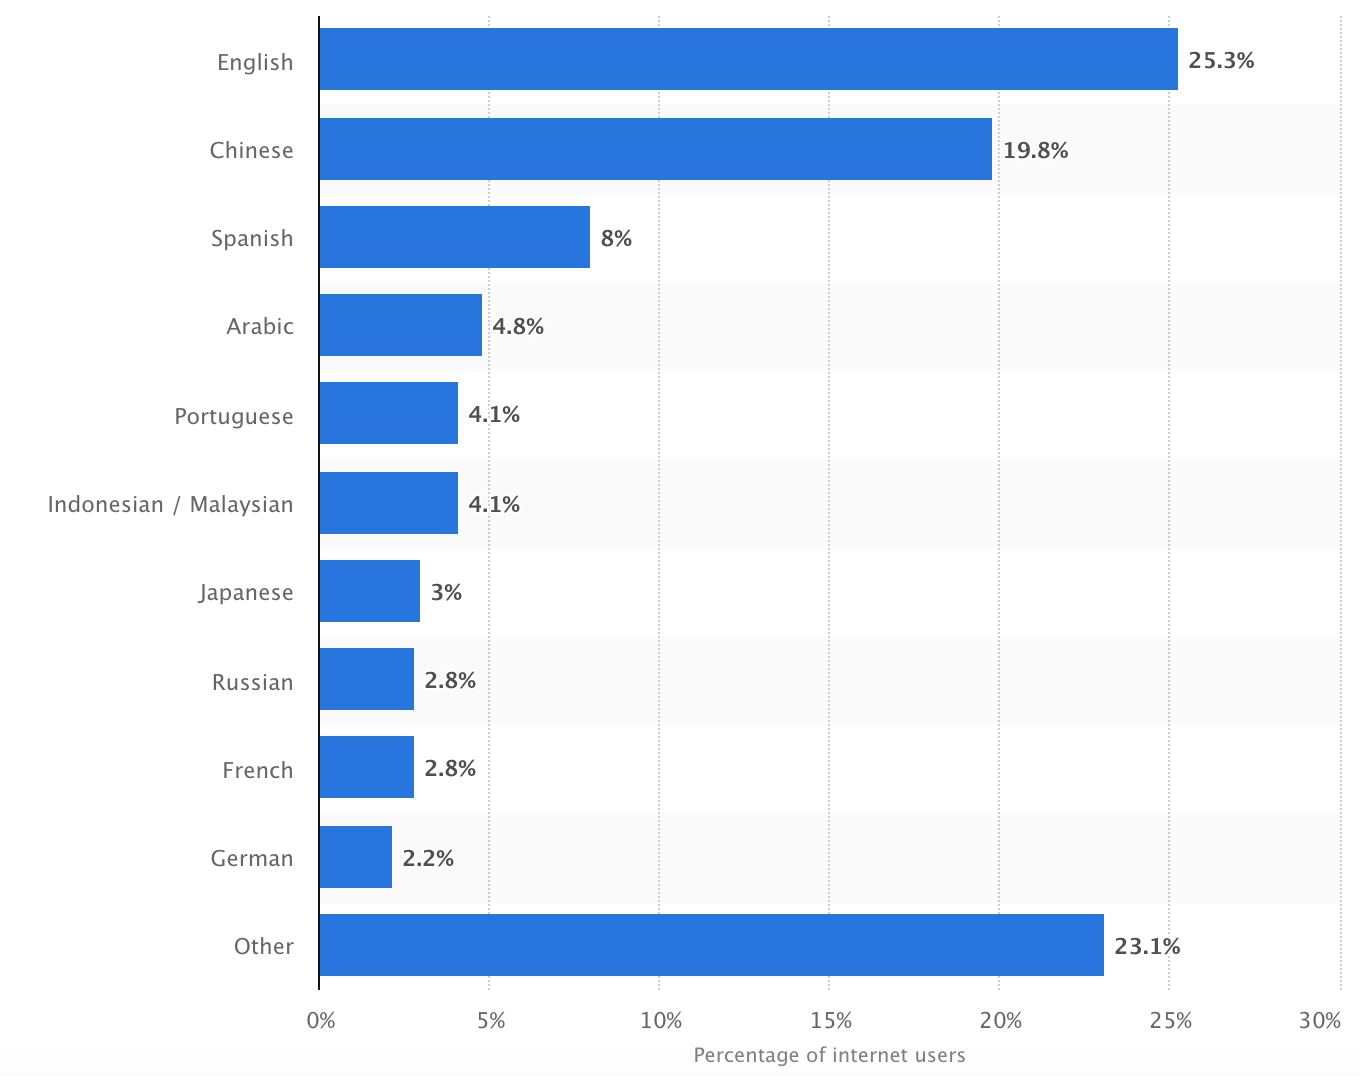 English 25.3%
Chinese 19.8%
Spanish 8%
Arabic 4.8%
Portuguese 4.1%
Indonesian / Malaysian 4.1%
Japanese 3%
Russian 2.8%
French 2.8%
German 2.2%
Other 23.1%
0% 5% 10% 15% 20% 25% 30%
Percentage of internet users